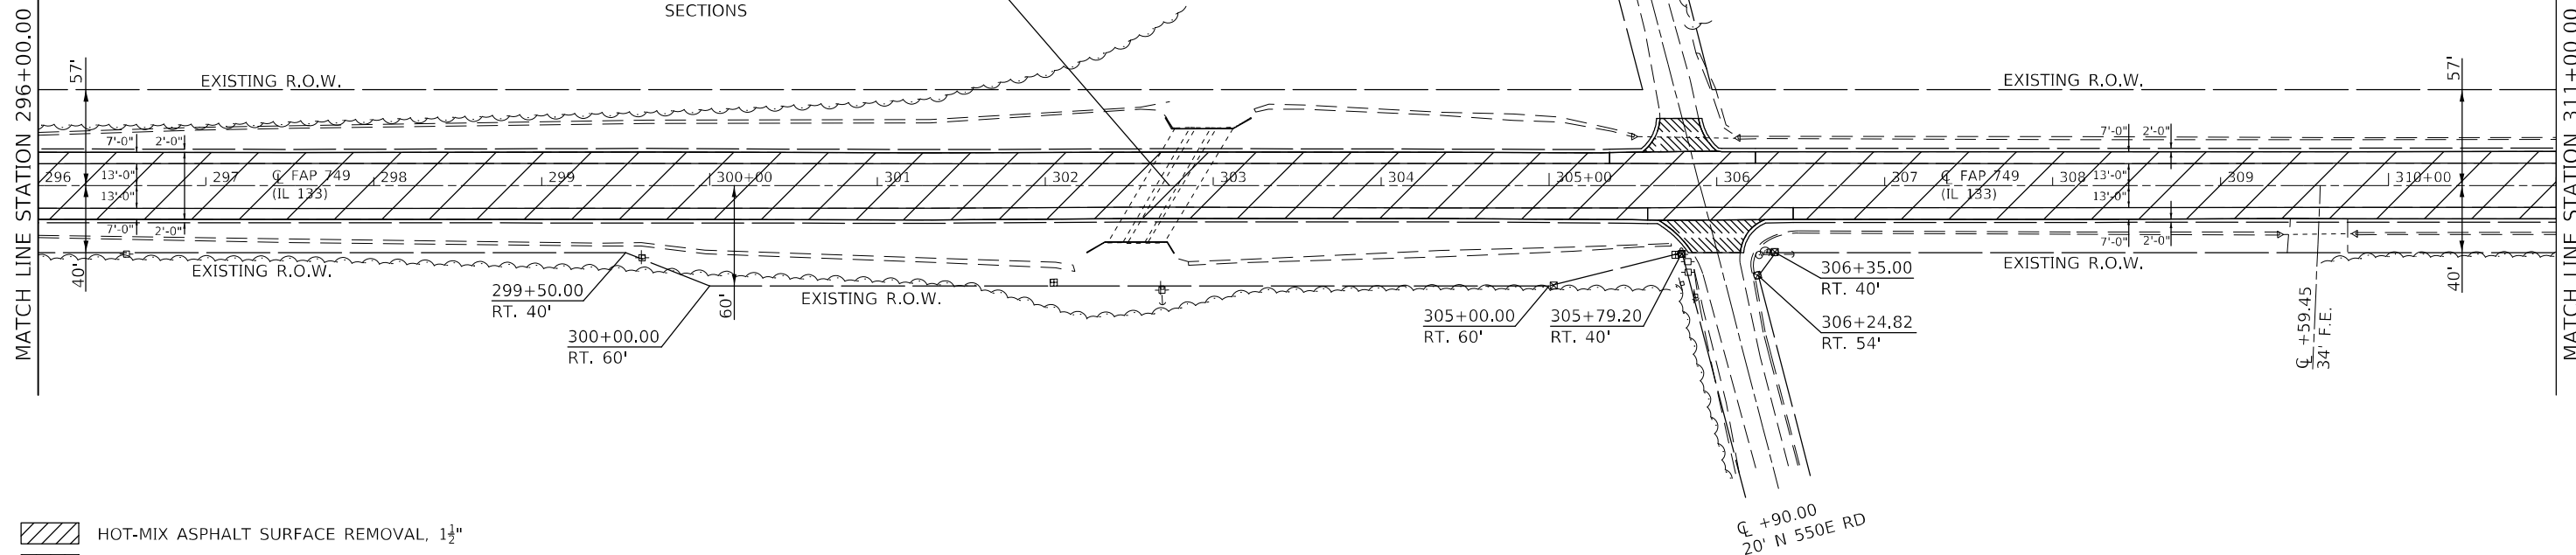 SECTIONS
MATCH LINE STATION 296+00.00
57'
EXISTING R.O.W.
EXISTING R.O.W.
57'
MATCH LINE STATION 311+00.00
7'-0" 2'-0"
7'-0" 2'-0"
296 13'-0" 297 ℄ FAP 749 298 299 300+00 301 302 303 304 305+00 306 307 ℄ FAP 749 308 13'-0" 309 310+00
13'-0" (IL 133) (IL 133) 13'-0"
7'-0" 2'-0"
7'-0" 2'-0"
40'
EXISTING R.O.W.
299+50.00
RT. 40'
300+00.00
RT. 60'
60'
EXISTING R.O.W.
305+00.00
RT. 60'
305+79.20
RT. 40'
306+35.00
RT. 40'
306+24.82
RT. 54'
EXISTING R.O.W.
℄ +59.45
34' F.E.
40'
℄ +90.00
20' N 550E RD
HOT-MIX ASPHALT SURFACE REMOVAL, 1½"